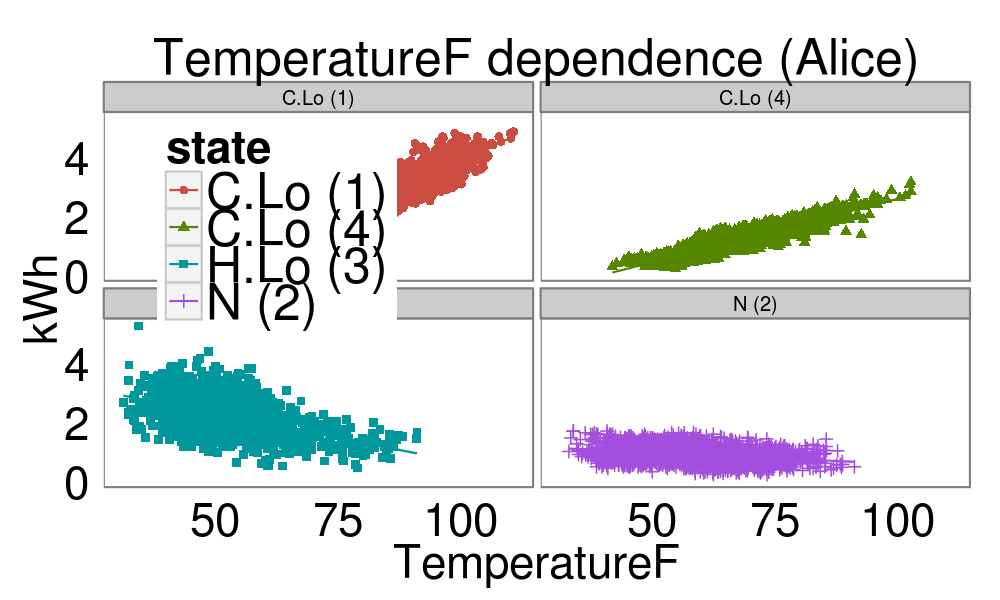 TemperatureF dependence (Alice)
C.Lo (1)
C.Lo (4)
state
C.Lo (1)
C.Lo (4)
H.Lo (3)
N (2)
N (2)
kWh
4
2
0
4
2
0
50 75 100
50 75 100
TemperatureF